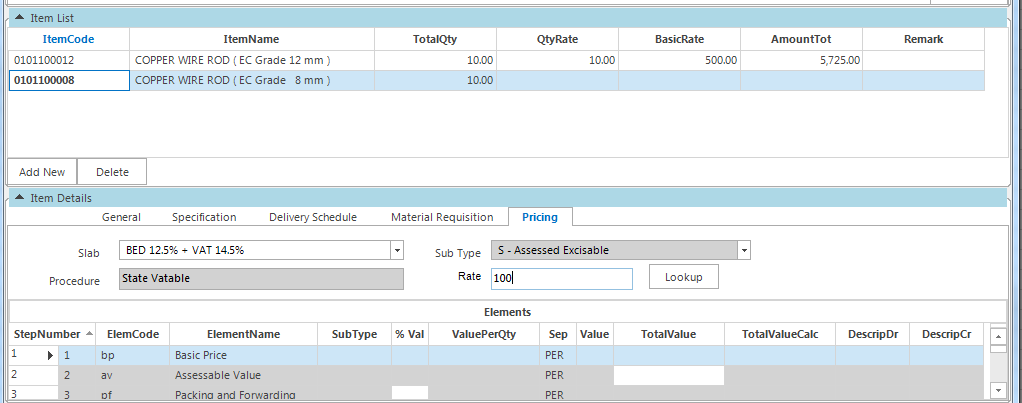 Item List
ItemCode ItemName TotalQty QtyRate BasicRate AmountTot Remark
0101100012 COPPER WIRE ROD ( EC Grade 12 mm ) 10.00 10.00 500.00 5,725.00
0101100008 COPPER WIRE ROD ( EC Grade 8 mm ) 10.00
Add New Delete
Item Details
General Specification Delivery Schedule Material Requisition Pricing
Slab BED 12.5% + VAT 14.5% Sub Type S - Assessed Excisable
Procedure State Vatable Rate 100 Lookup
Elements
StepNumber ElemCode ElementName SubType % Val ValuePerQty Sep Value TotalValue TotalValueCalc DescripDr DescripCr
1 1 bp Basic Price PER
2 2 av Assessable Value PER
3 3 pf Packing and Forwarding PER